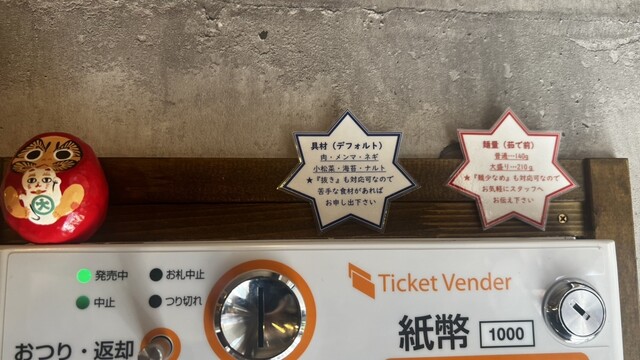 具材（デフォルト）
肉・メンマ・ネギ
小松菜・海苔・ナルト
★『抜き』も対応可なので
苦手な食材があれば
お申し出下さい
麺量（茹で前）
普通…140g
大盛り…210g
★『麺少なめ』も対応可なので
お気軽にスタッフへ
お伝え下さい
大
発売中
お札中止
中止
つり切れ
おつり・返却
Ticket Vender
紙幣
1000